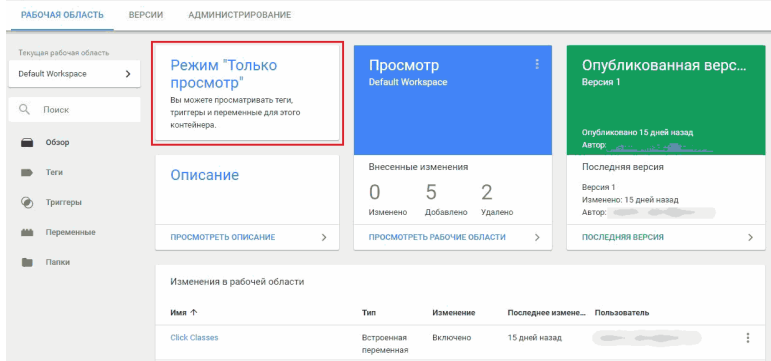 РАБОЧАЯ ОБЛАСТЬ ВЕРСИИ АДМИНИСТРИРОВАНИЕ
Текущая рабочая область
Default Workspace
Поиск
Обзор
Теги
Триггеры
Переменные
Папки
Режим "Только
просмотр"
Вы можете просматривать теги,
триггеры и переменные для этого
контейнера.
Описание
ПРОСМОТРЕТЬ ОПИСАНИЕ
Просмотр
Default Workspace
Внесенные изменения
0 5 2
Изменено Добавлено Удалено
ПРОСМОТРЕТЬ РАБОЧИЕ ОБЛАСТИ
Опубликованная верс...
Версия 1
Опубликовано 15 дней назад
Автор:
Последняя версия
Версия 1
Изменено: 15 дней назад
Автор:
ПОСЛЕДНЯЯ ВЕРСИЯ
Изменения в рабочей области
Имя Тип Изменение Последнее измене... Пользователь
Click Classes Встроенная Включено 15 дней назад
переменная